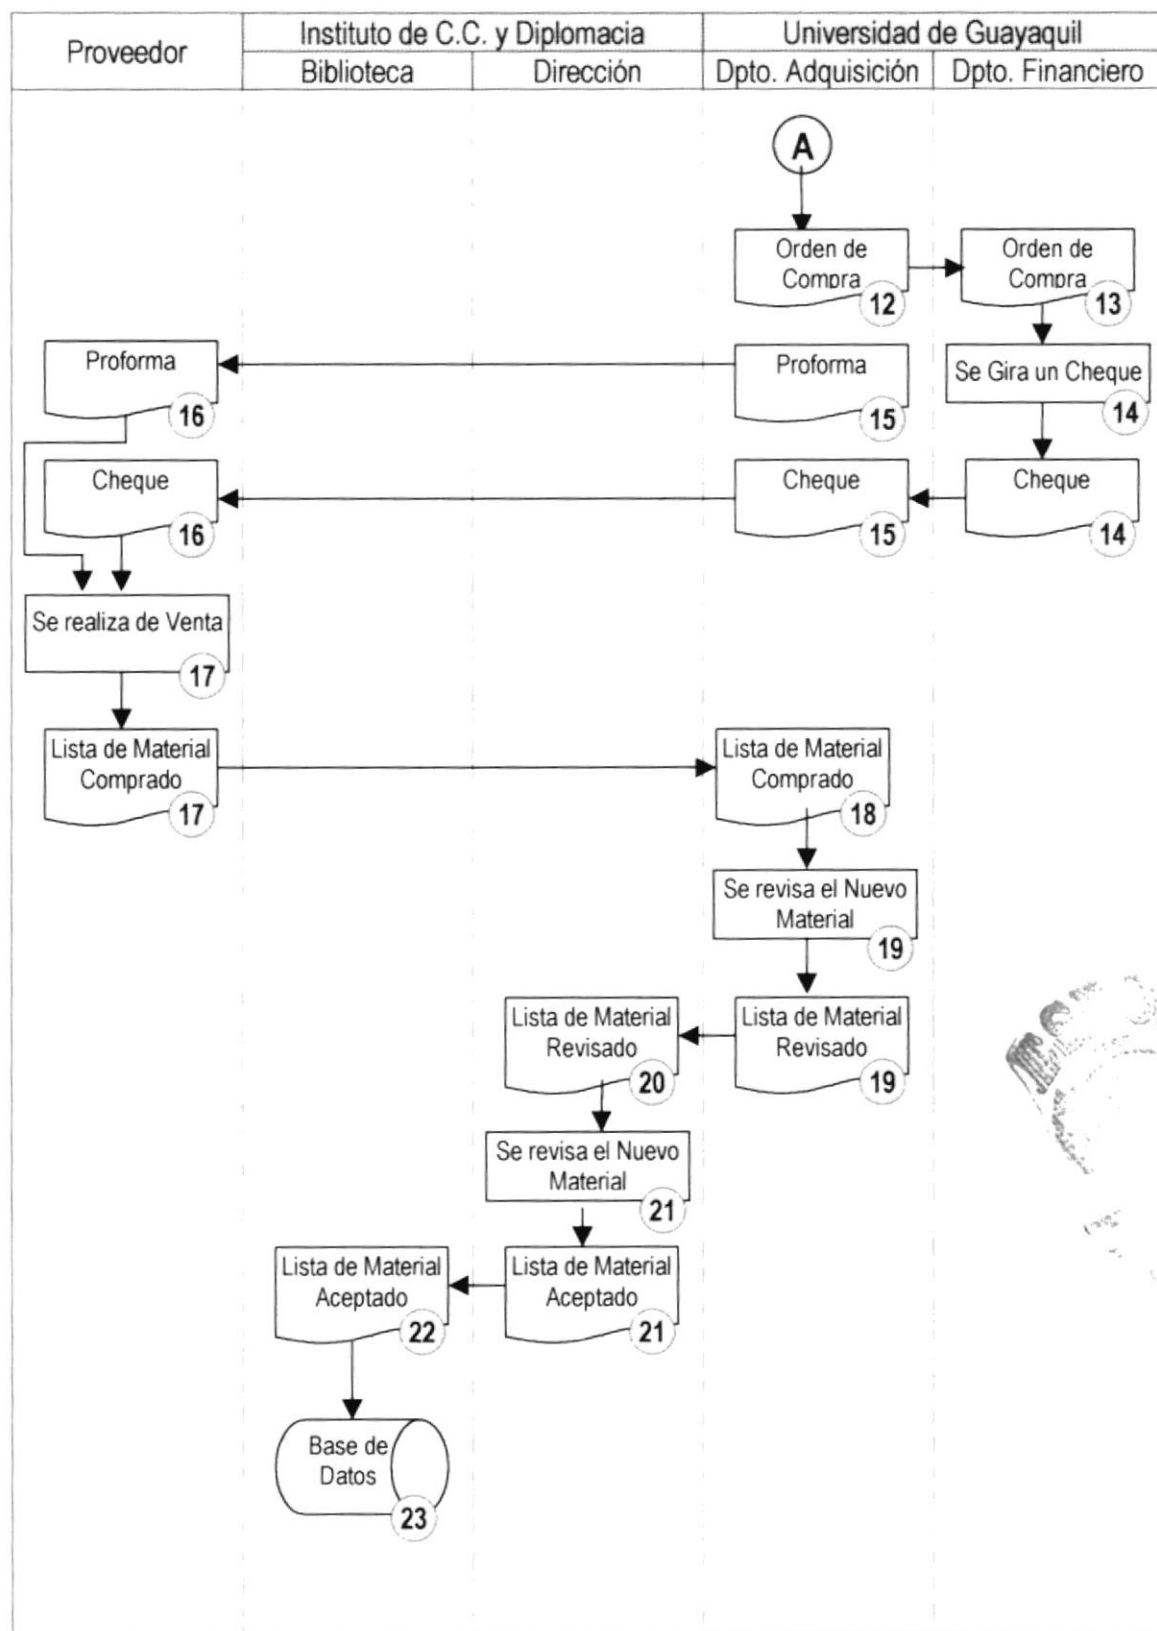 Proveedor
Instituto de C.C. y Diplomacia
Universidad de Guayaquil
Biblioteca
Dirección
Dpto. Adquisición
Dpto. Financiero
A
Orden de
Compra
12
Orden de
Compra
13
Proforma
16
Proforma
15
Se Gira un Cheque
14
Cheque
16
Cheque
15
Cheque
14
Se realiza de Venta
17
Lista de Material
Comprado
17
Lista de Material
Comprado
18
Se revisa el Nuevo
Material
19
Lista de Material
Revisado
20
Lista de Material
Revisado
19
Se revisa el Nuevo
Material
21
Lista de Material
Aceptado
22
Lista de Material
Aceptado
21
Base de
Datos
23